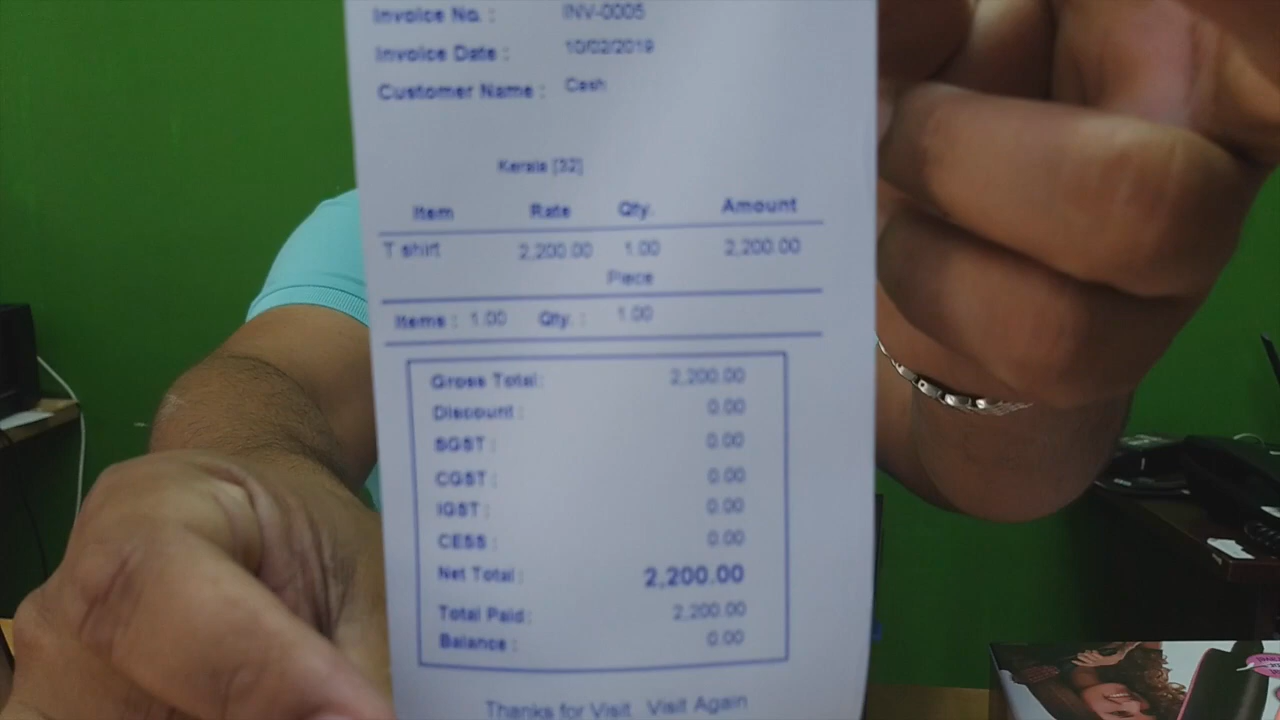 Invoice No. : INV-0005
Invoice Date : 10/02/2019
Customer Name : Cash
Kerala [32]
Item Rate Qty. Amount
T shirt 2,200.00 1.00 2,200.00
Piece
Items : 1.00 Qty. : 1.00
Gross Total: 2,200.00
Discount : 0.00
SGST : 0.00
CGST : 0.00
IGST : 0.00
CESS : 0.00
Net Total : 2,200.00
Total Paid: 2,200.00
Balance : 0.00
Thanks for Visit Visit Again